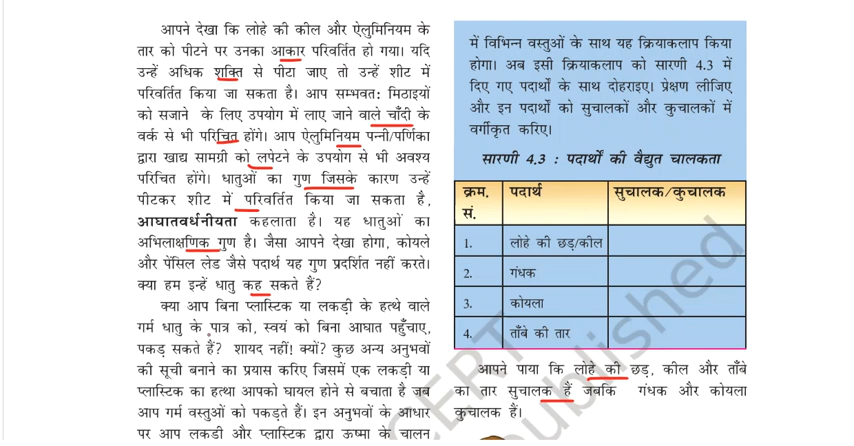 आपने देखा कि लोहे की कील और ऐलुमिनियम के
तार को पीटने पर उनका आकार परिवर्तित हो गया। यदि
उन्हें अधिक शक्ति से पीटा जाए तो उन्हें शीट में
परिवर्तित किया जा सकता है। आप सम्भवत: मिठाइयों
को सजाने के लिए उपयोग में लाए जाने वाले चाँदी के
वर्क से भी परिचित होंगे। आप ऐलुमिनियम पन्नी/पर्णिका
द्वारा खाद्य सामग्री को लपेटने के उपयोग से भी अवश्य
परिचित होंगे। धातुओं का गुण जिसके कारण उन्हें
पीटकर शीट में परिवर्तित किया जा सकता है,
आघातवर्धनीयता कहलाता है। यह धातुओं का
अभिलाक्षणिक गुण है। जैसा आपने देखा होगा, कोयले
और पेंसिल लेड जैसे पदार्थ यह गुण प्रदर्शित नहीं करते।
क्या हम इन्हें धातु कह सकते हैं?
क्या आप बिना प्लास्टिक या लकड़ी के हत्थे वाले
गर्म धातु के पात्र को, स्वयं को बिना आघात पहुँचाए,
पकड़ सकते हैं? शायद नहीं! क्यों? कुछ अन्य अनुभवों
की सूची बनाने का प्रयास करिए जिसमें एक लकड़ी या
प्लास्टिक का हत्था आपको घायल होने से बचाता है जब
आप गर्म वस्तुओं को पकड़ते हैं। इन अनुभवों के आधार
पर आप लकड़ी और प्लास्टिक द्वारा ऊष्मा के चालन
में विभिन्न वस्तुओं के साथ यह क्रियाकलाप किया
होगा। अब इसी क्रियाकलाप को सारणी 4.3 में
दिए गए पदार्थों के साथ दोहराइए। प्रेक्षण लीजिए
और इन पदार्थों को सुचालकों और कुचालकों में
वर्गीकृत करिए।
सारणी 4.3 : पदार्थों की वैद्युत चालकता
क्रम. सं. पदार्थ सुचालक/कुचालक
1. लोहे की छड़/कील
2. गंधक
3. कोयला
4. ताँबे की तार
आपने पाया कि लोहे की छड़, कील और ताँबे
का तार सुचालक हैं जबकि गंधक और कोयला
कुचालक हैं।
published